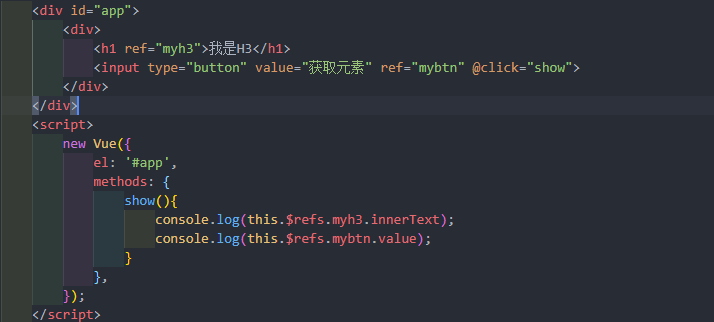 <div id="app">
<div>
<h1 ref="myh3">我是H3</h1>
<input type="button" value="获取元素" ref="mybtn" @click="show">
</div>
</div>
<script>
new Vue({
el: '#app',
methods: {
show(){
console.log(this.$refs.myh3.innerText);
console.log(this.$refs.mybtn.value);
}
},
});
</script>